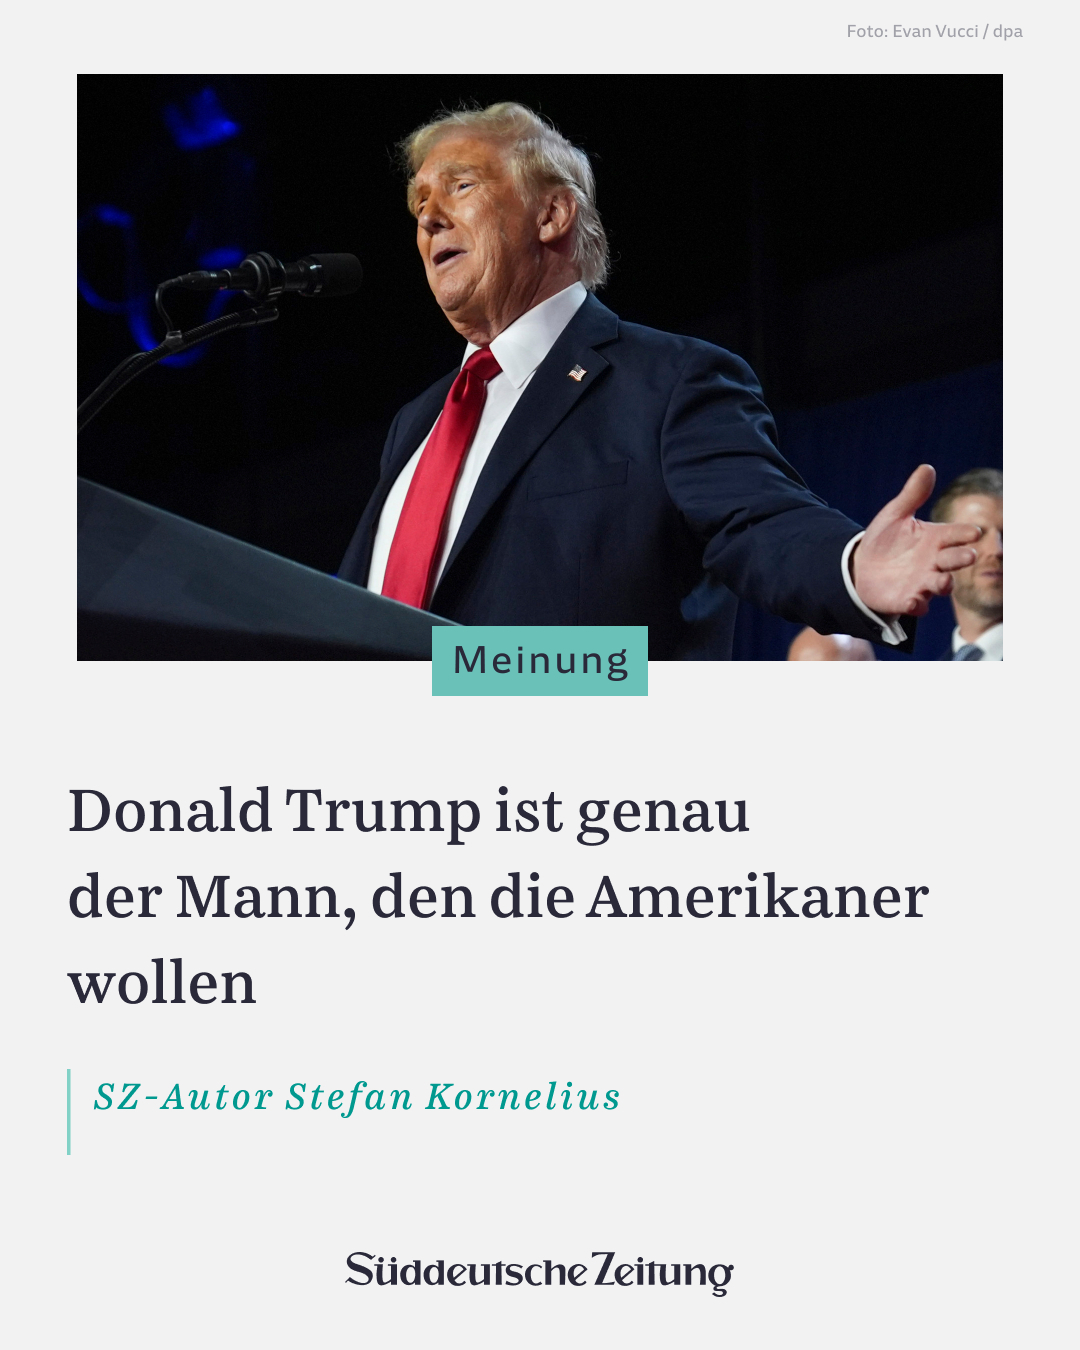 Foto: Evan Vucci / dpa
Meinung
Donald Trump ist genau
der Mann, den die Amerikaner
wollen
SZ-Autor Stefan Kornelius
Süddeutsche Zeitung